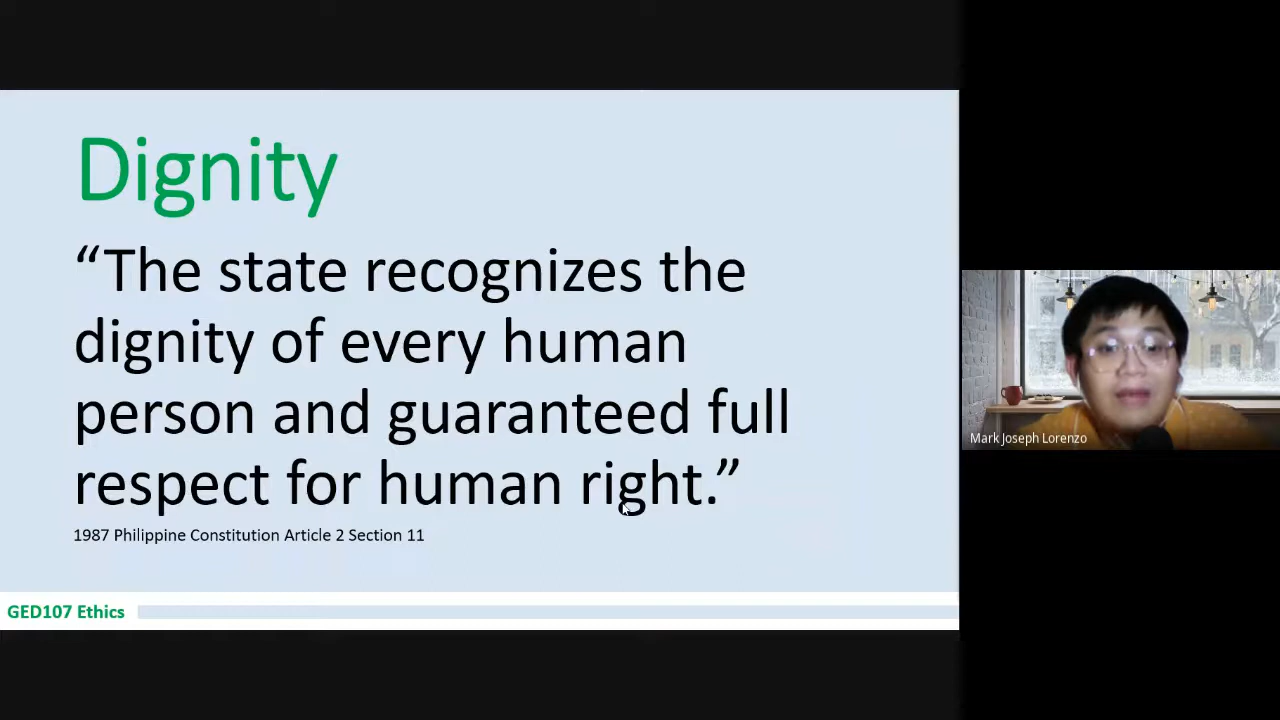 Dignity
“The state recognizes the
dignity of every human
person and guaranteed full
respect for human right.”
1987 Philippine Constitution Article 2 Section 11
GED107 Ethics
Mark Joseph Lorenzo